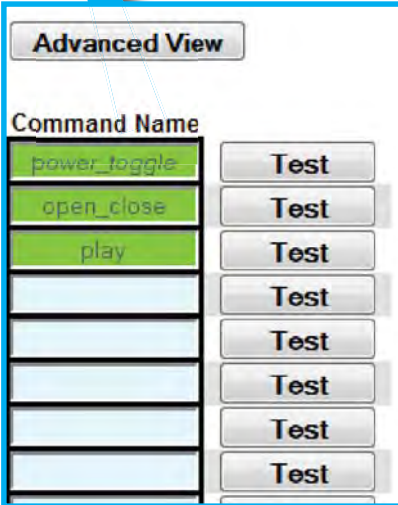 Advanced View
Command Name
power_toggle Test
open_close Test
play Test
Test
Test
Test
Test
Test